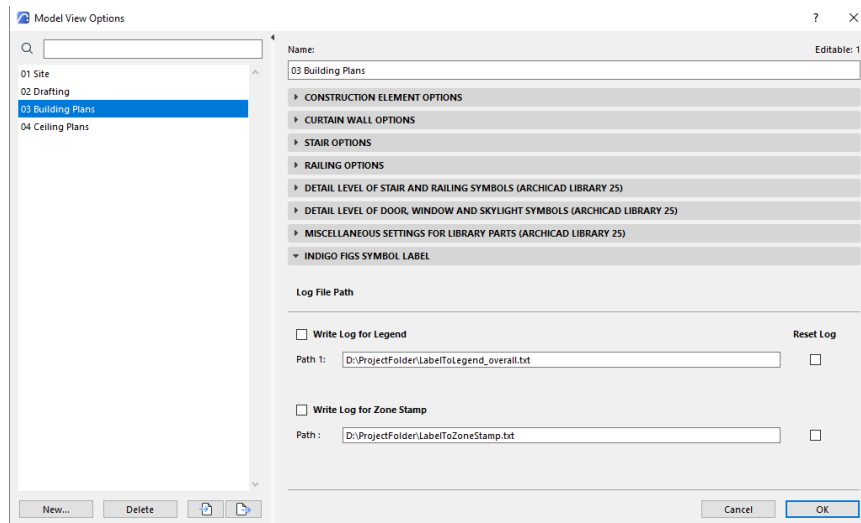 Model View Options
?
01 Site
02 Drafting
03 Building Plans
04 Ceiling Plans
New...
Delete
Name:
Editable: 1
03 Building Plans
CONSTRUCTION ELEMENT OPTIONS
CURTAIN WALL OPTIONS
STAIR OPTIONS
RAILING OPTIONS
DETAIL LEVEL OF STAIR AND RAILING SYMBOLS (ARCHICAD LIBRARY 25)
DETAIL LEVEL OF DOOR, WINDOW AND SKYLIGHT SYMBOLS (ARCHICAD LIBRARY 25)
MISCELLANEOUS SETTINGS FOR LIBRARY PARTS (ARCHICAD LIBRARY 25)
INDIGO FIGS SYMBOL LABEL
Log File Path
Write Log for Legend
Reset Log
Path 1: D:\ProjectFolder\LabelToLegend_overall.txt
Write Log for Zone Stamp
Path : D:\ProjectFolder\LabelToZoneStamp.txt
Cancel
OK